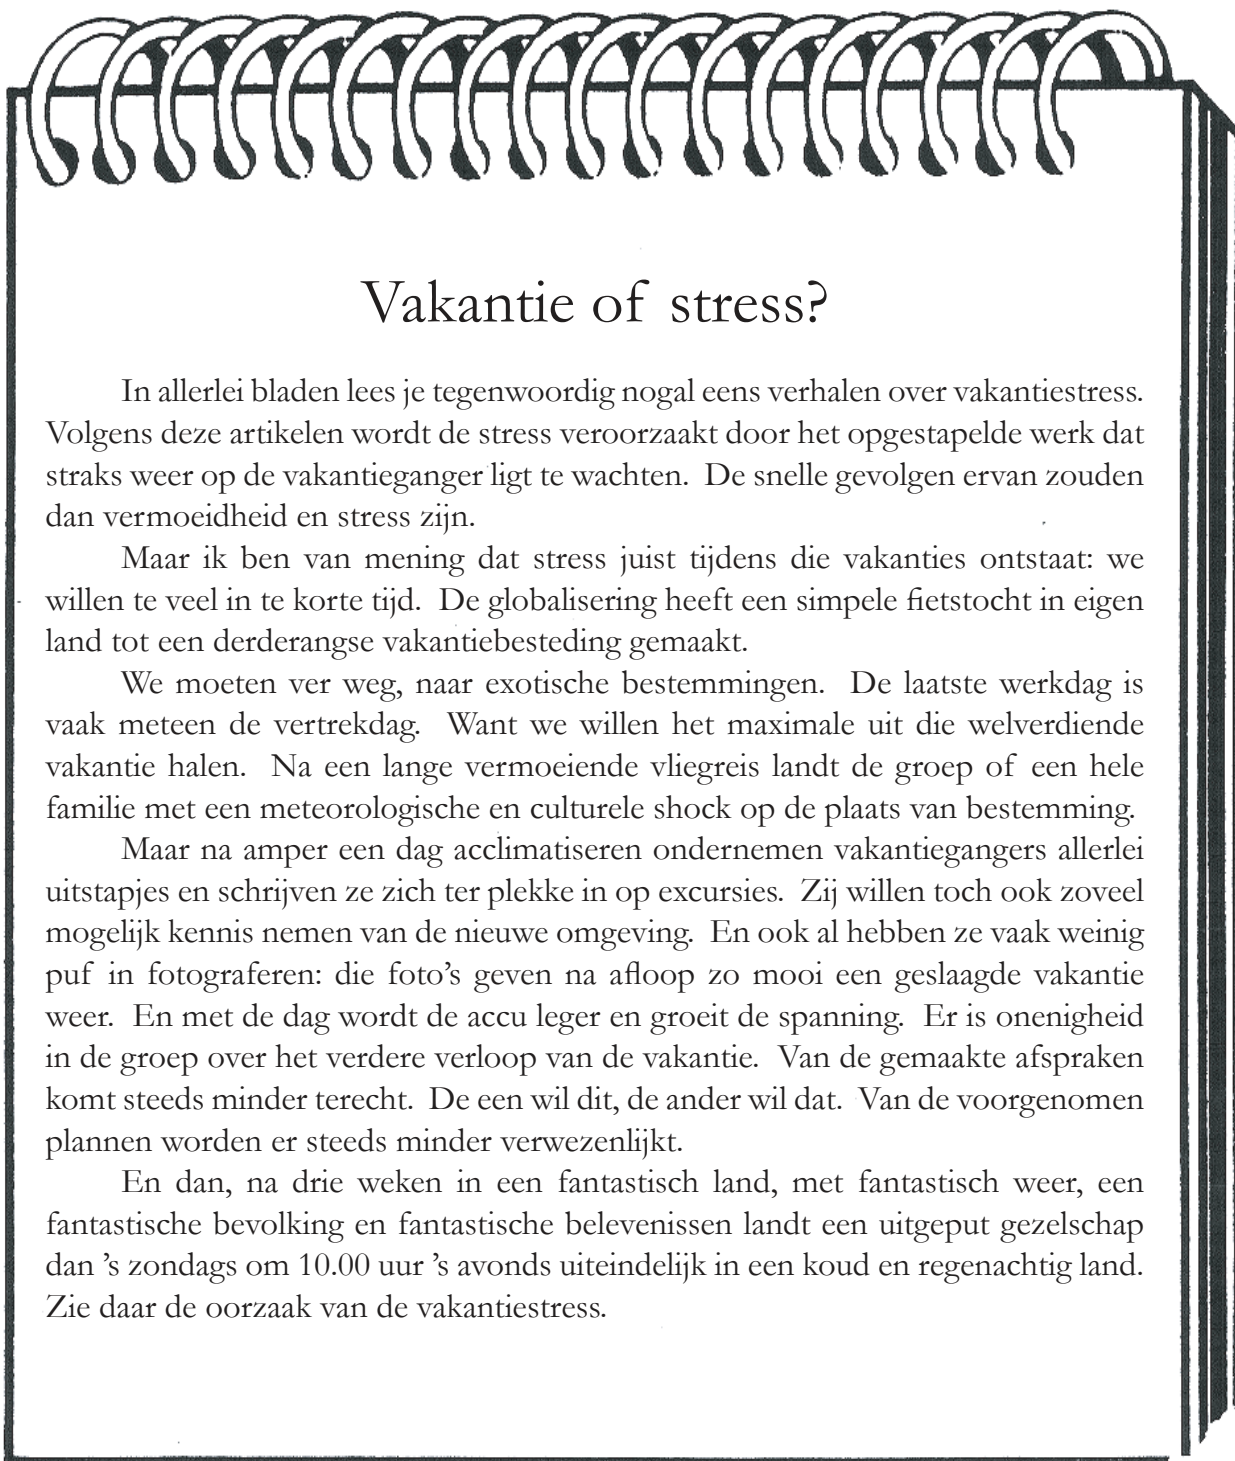 Vakantie of stress?
In allerlei bladen lees je tegenwoordig nogal eens verhalen over vakantiestress.
Volgens deze artikelen wordt de stress veroorzaakt door het opgestapelde werk dat
straks weer op de vakantieganger ligt te wachten. De snelle gevolgen ervan zouden
dan vermoeidheid en stress zijn.
Maar ik ben van mening dat stress juist tijdens die vakanties ontstaat: we
willen te veel in te korte tijd. De globalisering heeft een simpele fietstocht in eigen
land tot een derderangse vakantiebesteding gemaakt.
We moeten ver weg, naar exotische bestemmingen. De laatste werkdag is
vaak meteen de vertrekdag. Want we willen het maximale uit die welverdiende
vakantie halen. Na een lange vermoeiende vliegreis landt de groep of een hele
familie met een meteorologische en culturele shock op de plaats van bestemming.
Maar na amper een dag acclimatiseren ondernemen vakantiegangers allerlei
uitstapjes en schrijven ze zich ter plekke in op excursies. Zij willen toch ook zoveel
mogelijk kennis nemen van de nieuwe omgeving. En ook al hebben ze vaak weinig
puf in fotograferen: die foto’s geven na afloop zo mooi een geslaagde vakantie
weer. En met de dag wordt de accu leger en groeit de spanning. Er is onenigheid
in de groep over het verdere verloop van de vakantie. Van de gemaakte afspraken
komt steeds minder terecht. De een wil dit, de ander wil dat. Van de voorgenomen
plannen worden er steeds minder verwezenlijkt.
En dan, na drie weken in een fantastisch land, met fantastisch weer, een
fantastische bevolking en fantastische belevenissen landt een uitgeput gezelschap
dan ’s zondags om 10.00 uur ’s avonds uiteindelijk in een koud en regenachtig land.
Zie daar de oorzaak van de vakantiestress.